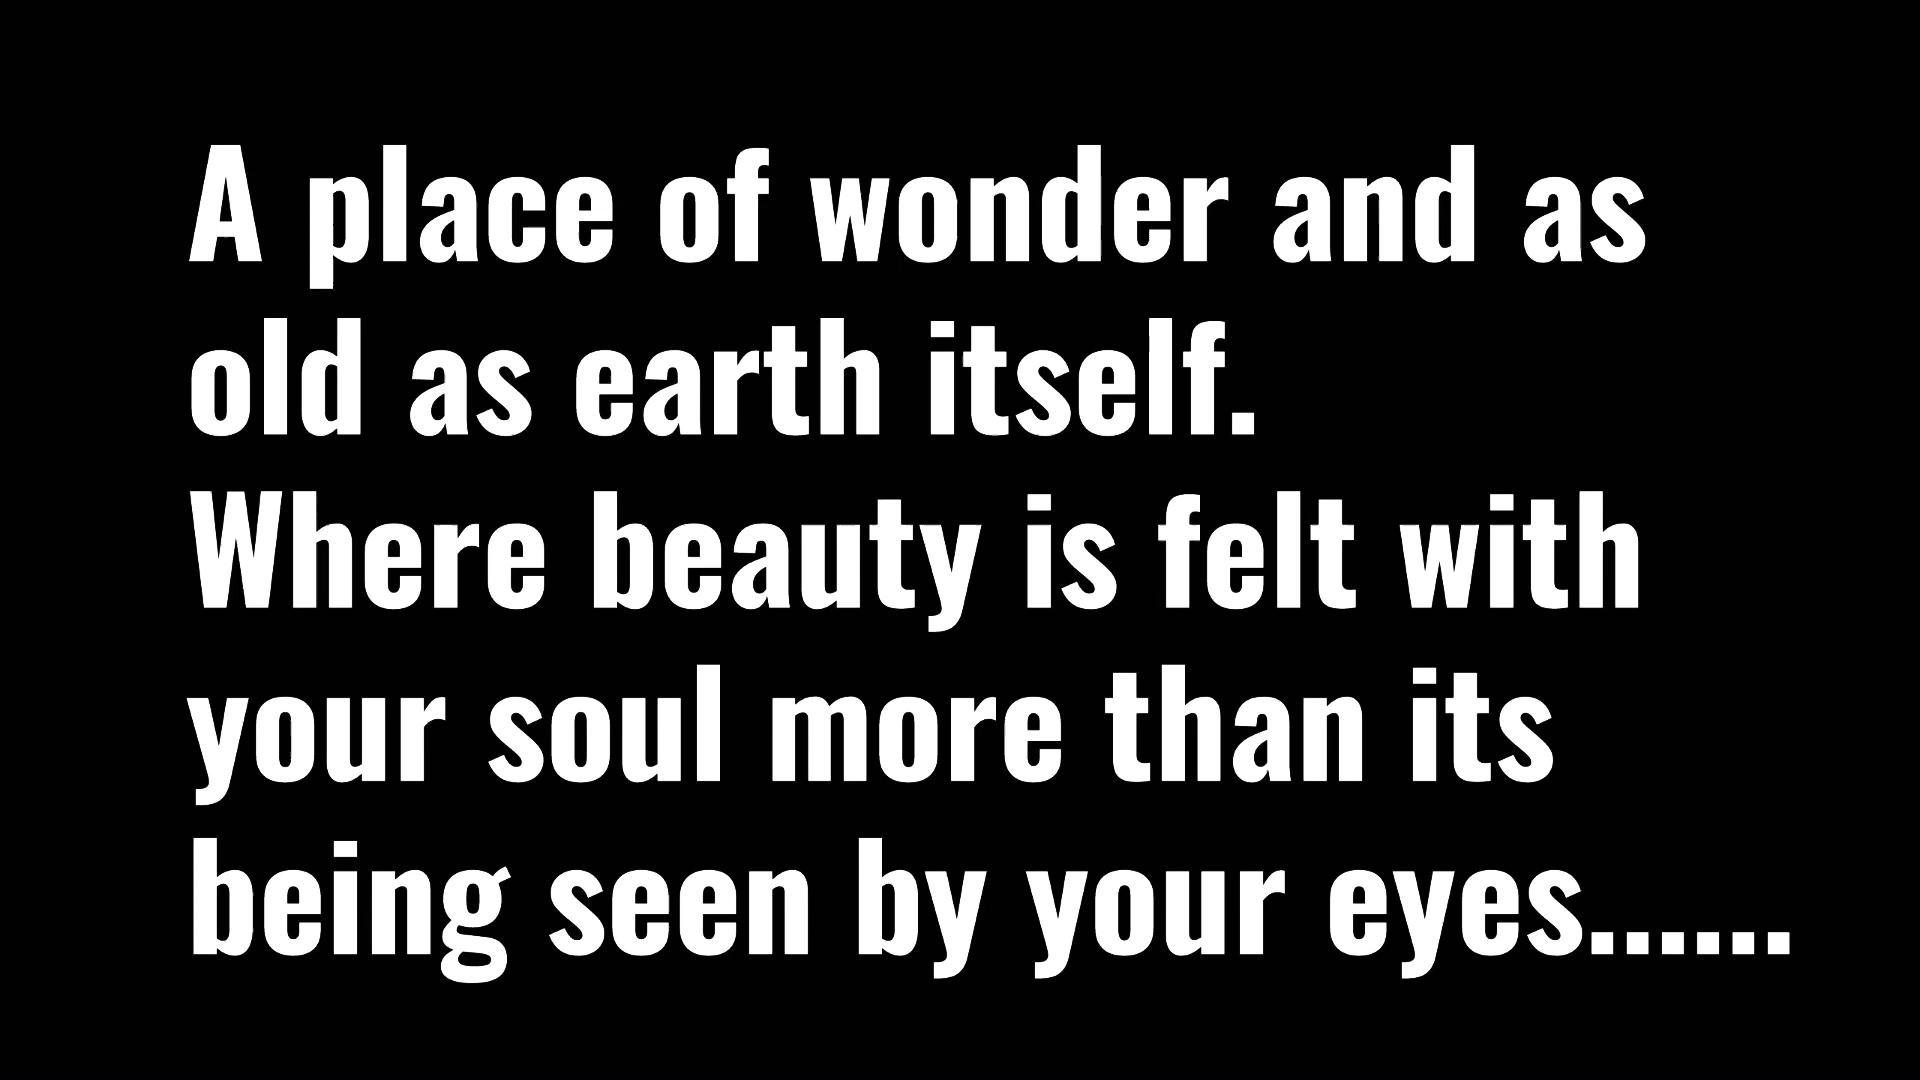 A place of wonder and as
old as earth itself.
Where beauty is felt with
your soul more than its
being seen by your eyes......